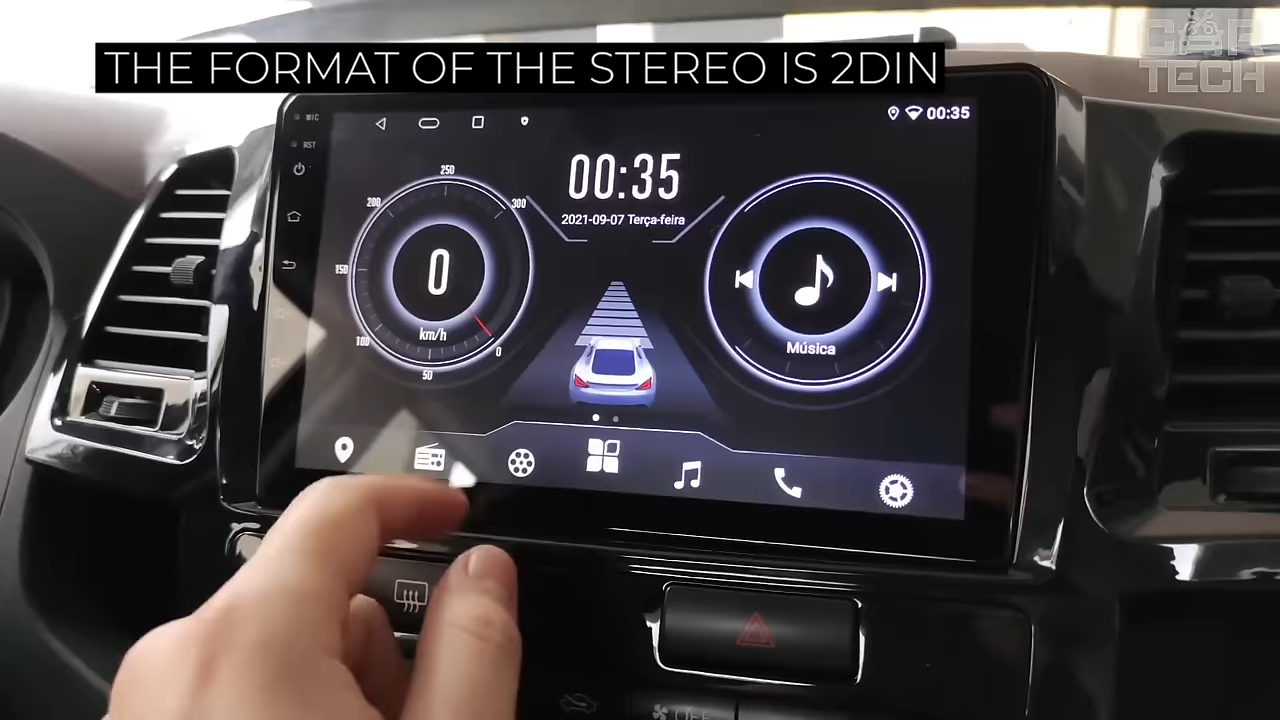 THE FORMAT OF THE STEREO IS 2DIN
CAR
TECH
MIC
RST
00:35
00:35
2021-09-07 Terça-feira
250
200
300
150
100
0
50
0
km/h
Música